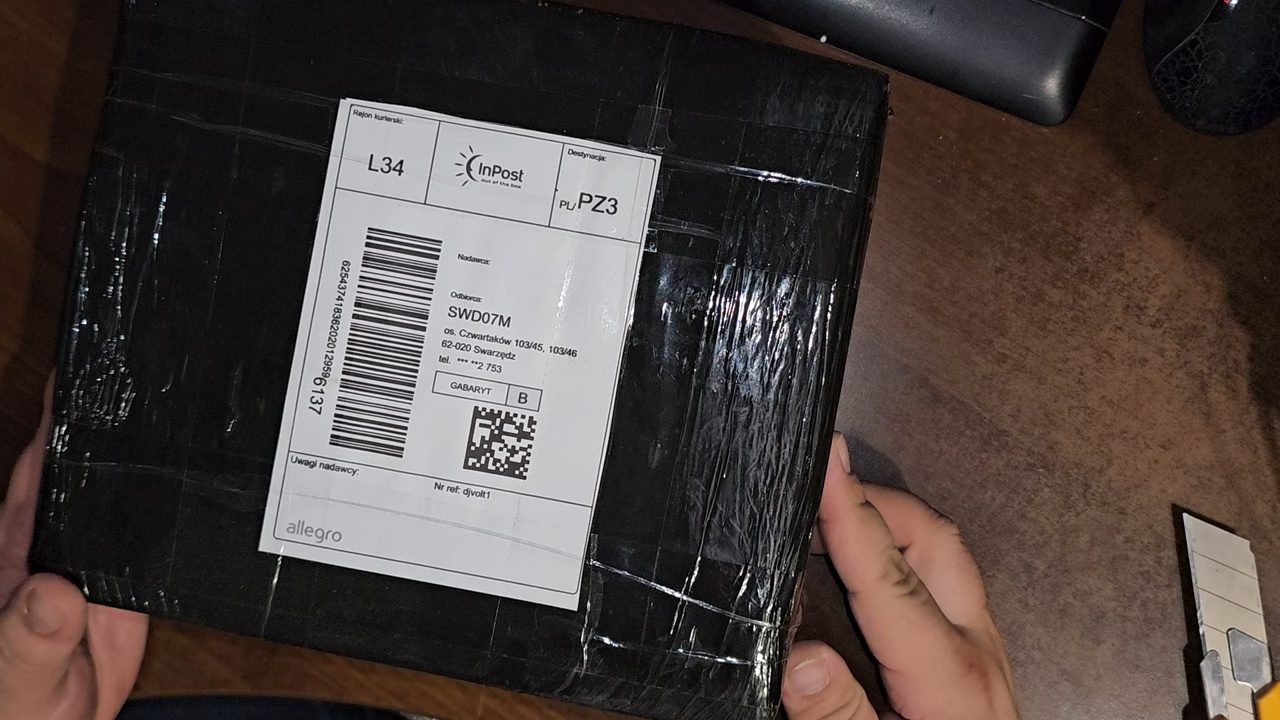 Rejon kurierski:
L34
InPost
out of the box
Destynacja:
PL/PZ3
625437418362020129596137
Nadawca:
Odbiorca:
SWD07M
os. Czwartaków 103/45, 103/46
62-020 Swarzędz
tel. *** **2 753
GABARYT B
Uwagi nadawcy:
Nr ref: djvolt1
allegro